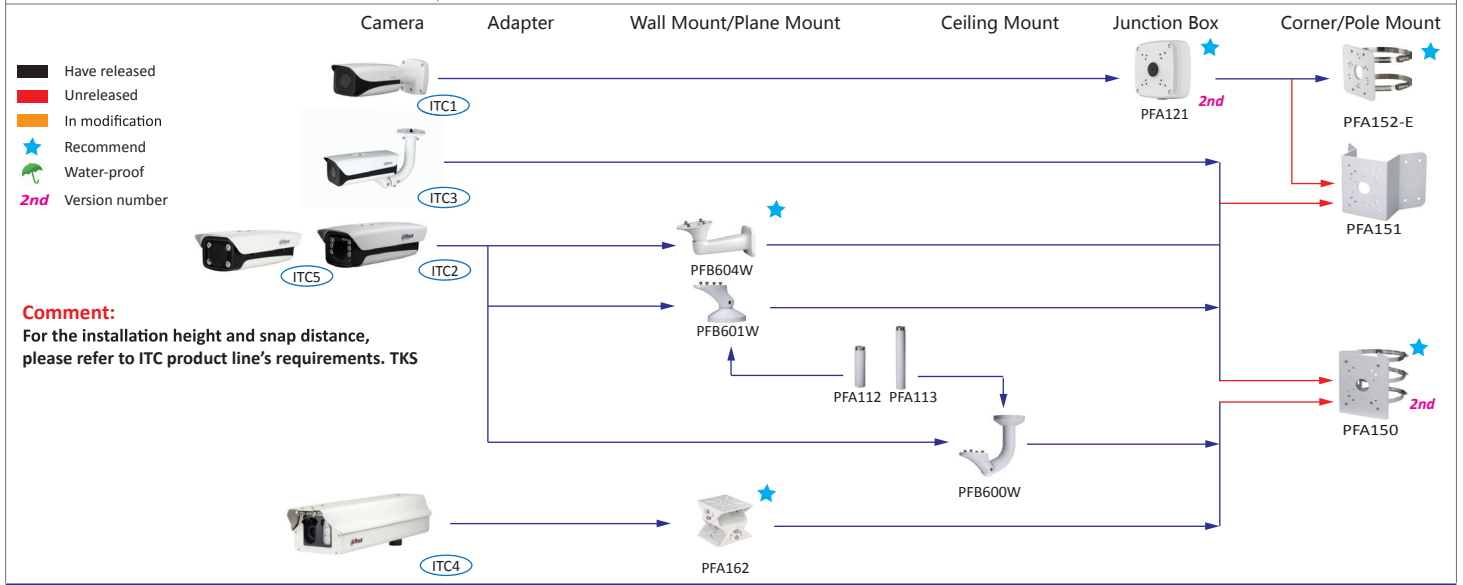 Camera
Adapter
Wall Mount/Plane Mount
Ceiling Mount
Junction Box
Corner/Pole Mount
Have released
Unreleased
In modification
Recommend
Water-proof
2nd Version number
ITC1
PFA121
2nd
PFA152-E
ITC3
PFA151
ITC5
ITC2
PFB604W
PFB601W
Comment:
For the installation height and snap distance,
please refer to ITC product line's requirements. TKS
PFA112
PFA113
2nd
PFA150
PFB600W
alhua
ITC4
PFA162